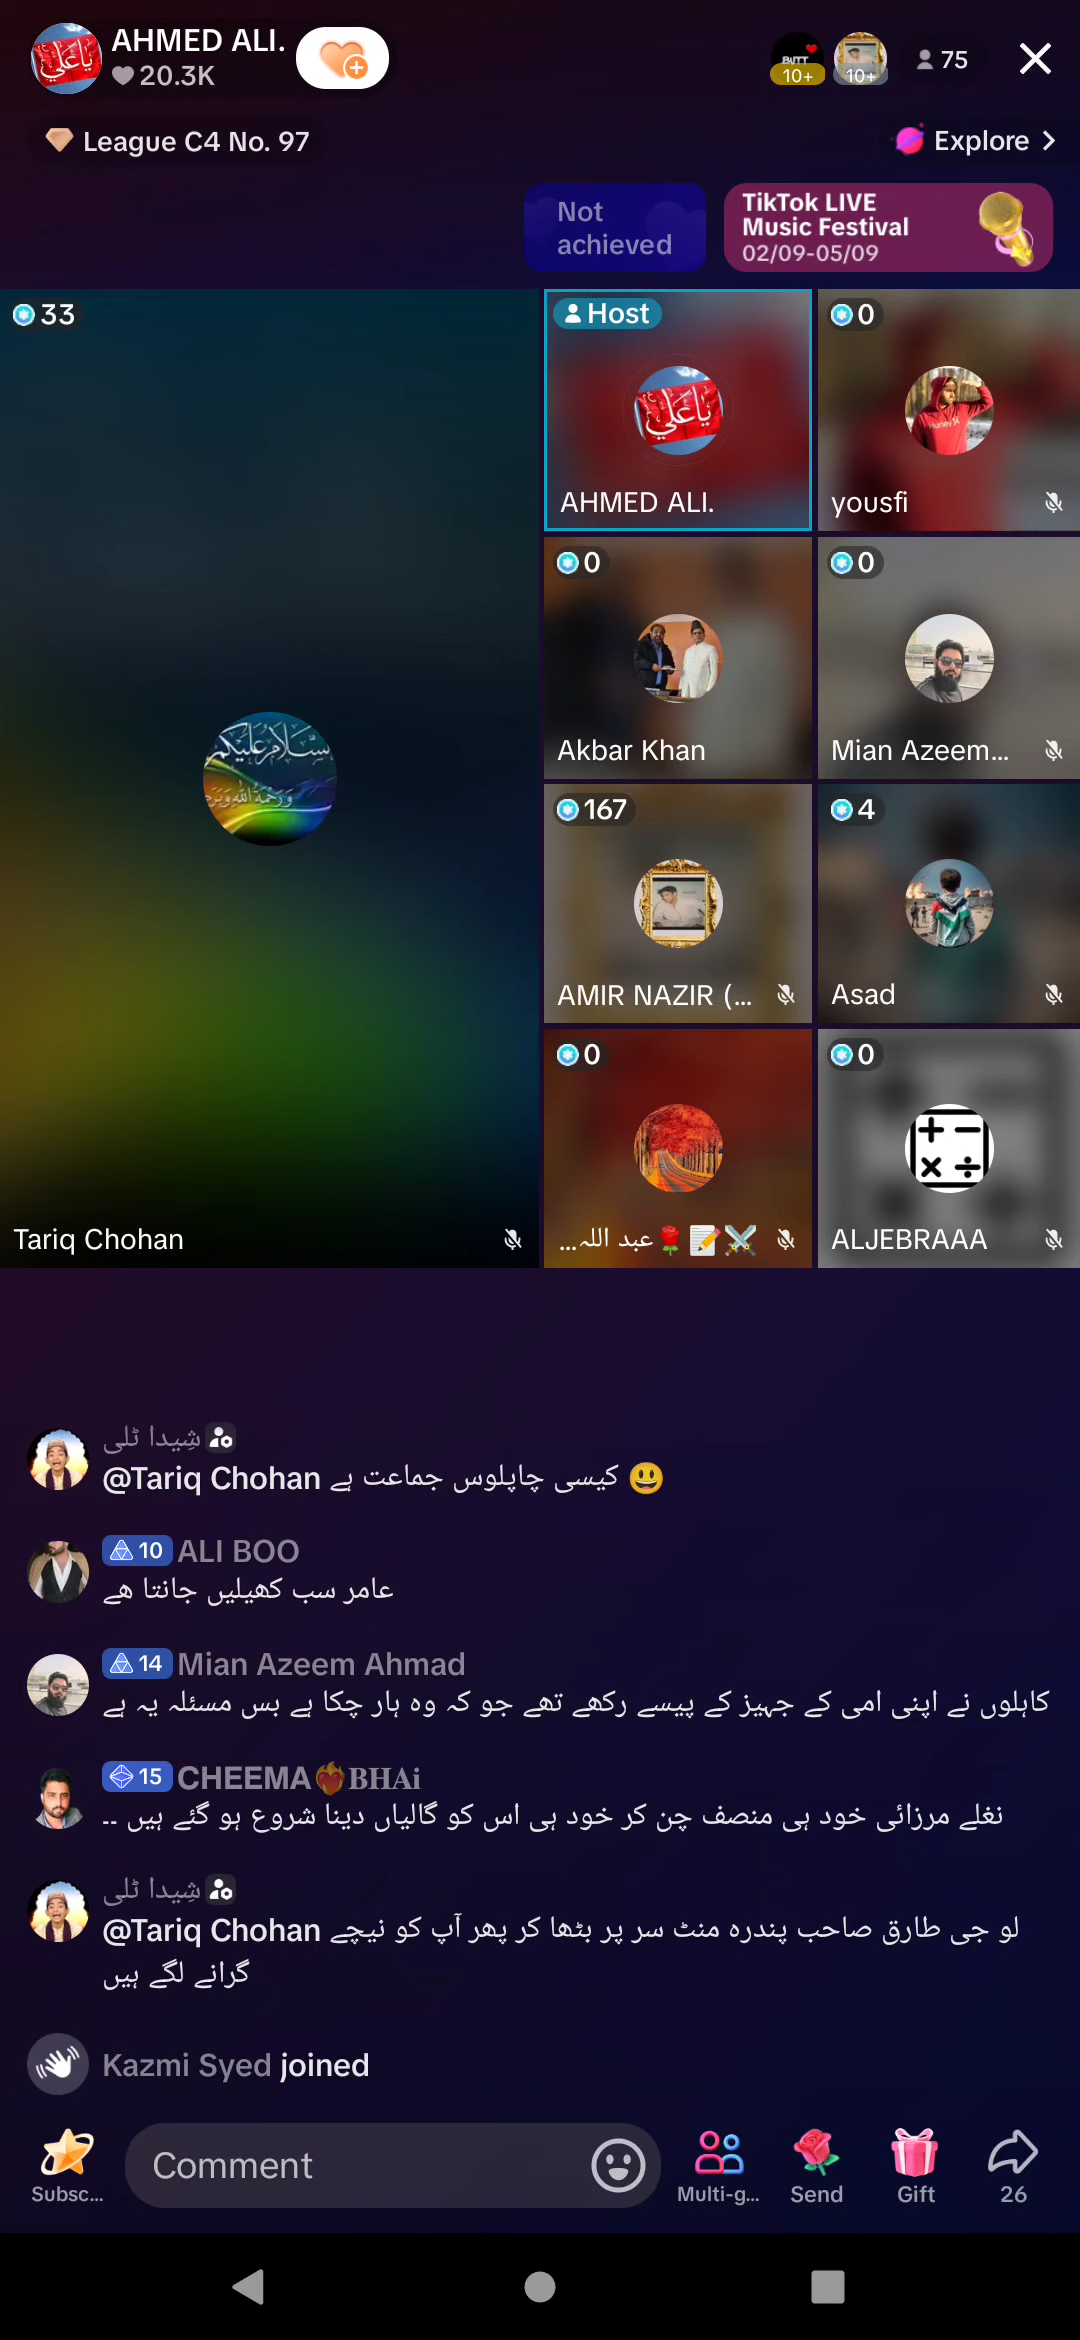 AHMED ALI.
20.3K
10+
10+
75
League C4 No. 97
Explore
Not
achieved
TikTok LIVE
Music Festival
02/09-05/09
33
Host
یاعلي
AHMED ALI.
0
yousfi
0
Akbar Khan
0
Mian Azeem...
167
AMIR NAZIR (...
4
Asad
0
عبد اللہ🌹📝⚔️...
0
ALJEBRAAA
Tariq Chohan
شِیدا ٹلی
@Tariq Chohan کیسی چاپلوس جماعت ہے 😃
10 ALI BOO
عامر سب کھیلیں جانتا ھے
14 Mian Azeem Ahmad
کاہلوں نے اپنی امی کے جہیز کے پیسے رکھے تھے جو کہ وہ ہار چکا ہے بس مسئلہ یہ ہے
15 CHEEMA❤️‍🔥𝐁𝐇𝐀𝐢
نغلے مرزائی خود ہی منصف چن کر خود ہی اس کو گالیاں دینا شروع ہو گئے ہیں ۔۔
شِیدا ٹلی
@Tariq Chohan لو جی طارق صاحب پندرہ منٹ سر پر بٹھا کر پھر آپ کو نیچے
گرانے لگے ہیں
Kazmi Syed joined
Subsc...
Comment
Multi-g...
Send
Gift
26